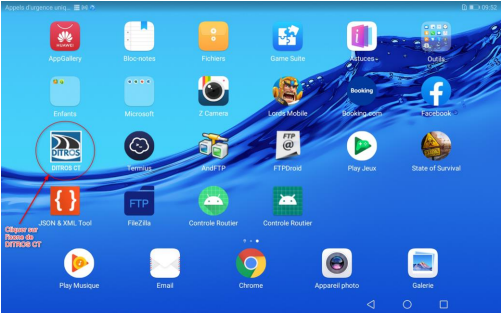 Appels d'urgence uniq...
09:52
AppGallery
Bloc-notes
Fichiers
Game Suite
Astuces
Outils
HUAWEI
Enfants
Microsoft
Z Camera
Lords Mobile
Booking.com
Facebook
Booking
DITROS
DITROS CT
Termius
AndFTP
FTPDroid
Play Jeux
State of Survival
FTP
@
JSON & XML Tool
FileZilla
Controle Routier
Controle Routier
FTP
Cliquer sur
l'icone de
DITROS CT
Play Musique
Email
Chrome
Appareil photo
Galerie